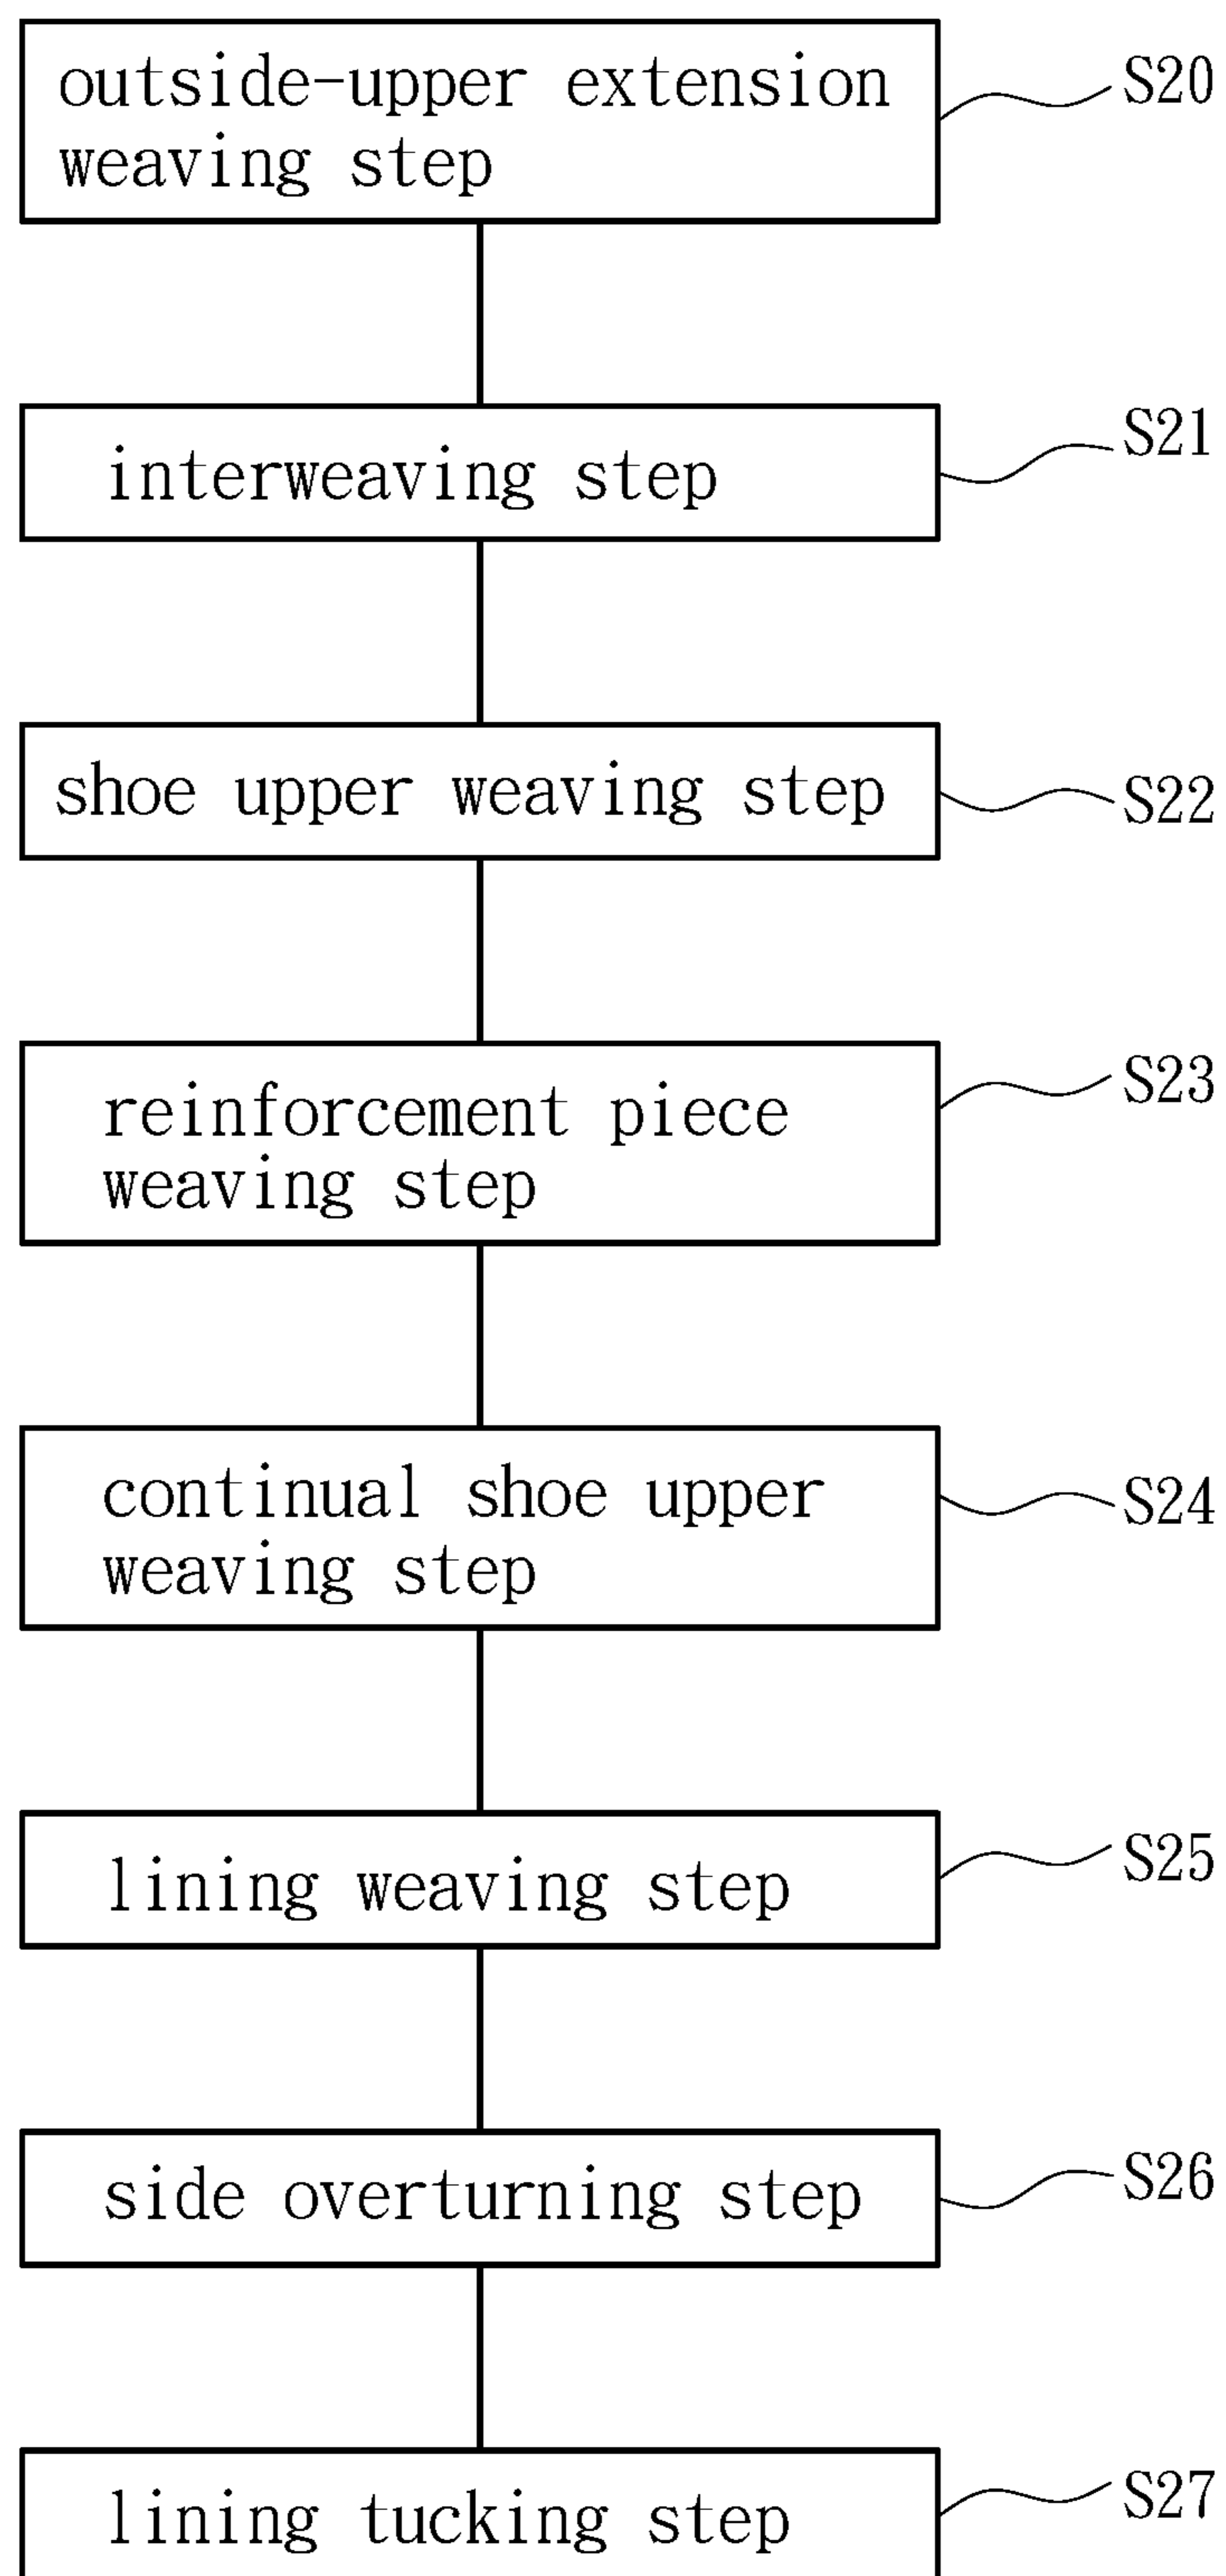 outside-upper extension
weaving step
S20
interweaving step
S21
shoe upper weaving step
S22
reinforcement piece
weaving step
S23
continual shoe upper
weaving step
S24
lining weaving step
S25
side overturning step
S26
lining tucking step
S27